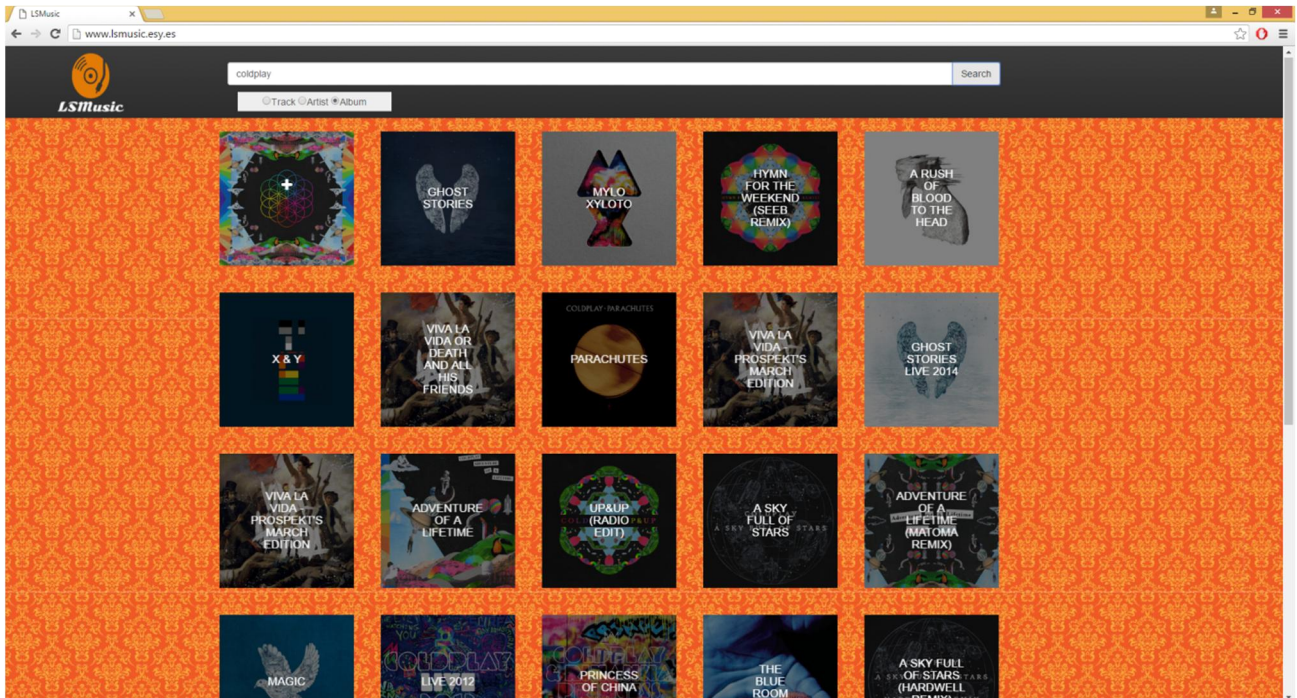 LSMusic
www.lsmusic.esy.es
coldplay
Search
LSMusic
Track Artist Album
GHOST
STORIES
MYLO
XYLOTO
HYMN
FOR THE
WEEKEND
(SEEB
REMIX)
A RUSH
OF
BLOOD
TO THE
HEAD
X & Y
VIVA LA
VIDA OR
DEATH
AND ALL
HIS
FRIENDS
COLDPLAY·PARACHUTES
PARACHUTES
VIVA LA
VIDA -
PROSPEKT'S
MARCH
EDITION
GHOST
STORIES
LIVE 2014
VIVA LA
VIDA -
PROSPEKT'S
MARCH
EDITION
ADVENTURE
OF A
LIFETIME
UP&UP
(RADIO
EDIT)
A SKY
FULL OF
STARS
ADVENTURE
OF A
LIFETIME
(MATOMA
REMIX)
MAGIC
COLDPLAY
LIVE 2012
COLDPLAY
PRINCESS
OF CHINA
THE
BLUE
ROOM
A SKY FULL
OF STARS
(HARDWELL
REMIX)